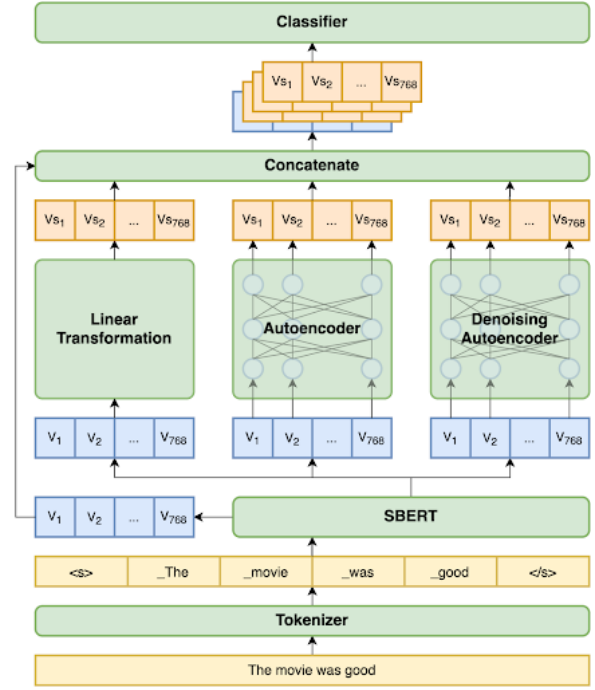 Classifier
Vs1 Vs2 ... Vs768
Concatenate
Vs1 Vs2 ... Vs768 Vs1 Vs2 ... Vs768 Vs1 Vs2 ... Vs768
Linear
Transformation
Autoencoder
Denoising
Autoencoder
V1 V2 ... V768 V1 V2 ... V768 V1 V2 ... V768
V1 V2 ... V768
SBERT
<s> _The _movie _was _good </s>
Tokenizer
The movie was good